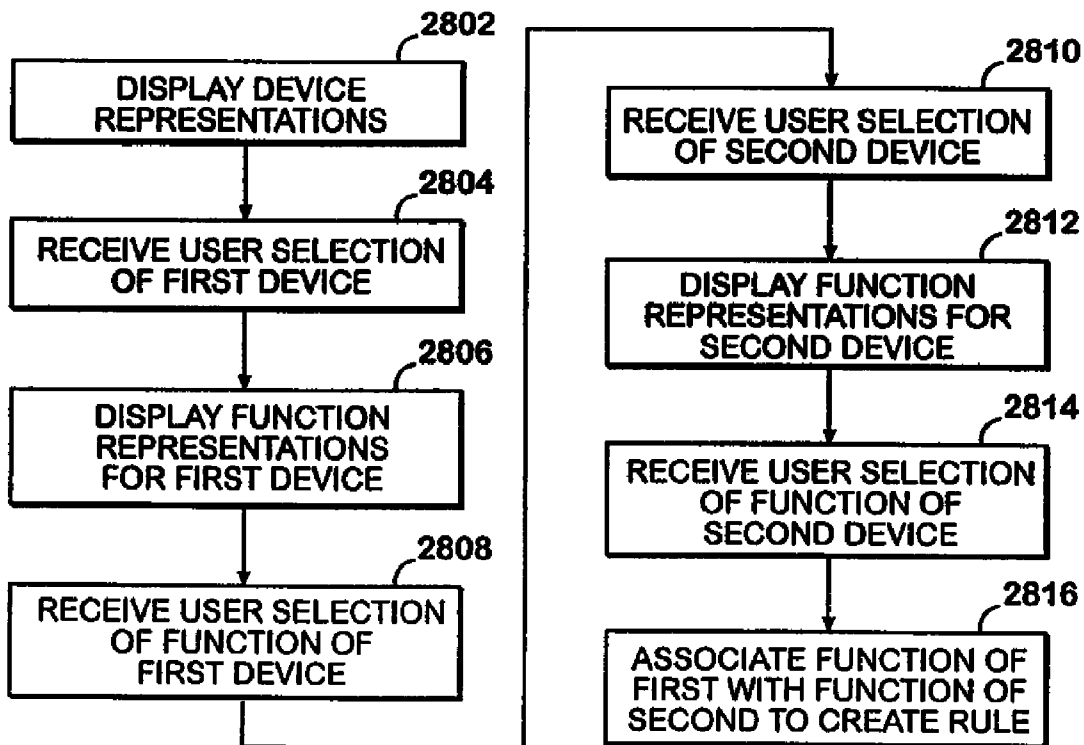 2802
DISPLAY DEVICE
REPRESENTATIONS
2804
RECEIVE USER SELECTION
OF FIRST DEVICE
2806
DISPLAY FUNCTION
REPRESENTATIONS
FOR FIRST DEVICE
2808
RECEIVE USER SELECTION
OF FUNCTION OF
FIRST DEVICE
2810
RECEIVE USER SELECTION
OF SECOND DEVICE
2812
DISPLAY FUNCTION
REPRESENTATIONS FOR
SECOND DEVICE
2814
RECEIVE USER SELECTION
OF FUNCTION OF
SECOND DEVICE
2816
ASSOCIATE FUNCTION OF
FIRST WITH FUNCTION OF
SECOND TO CREATE RULE